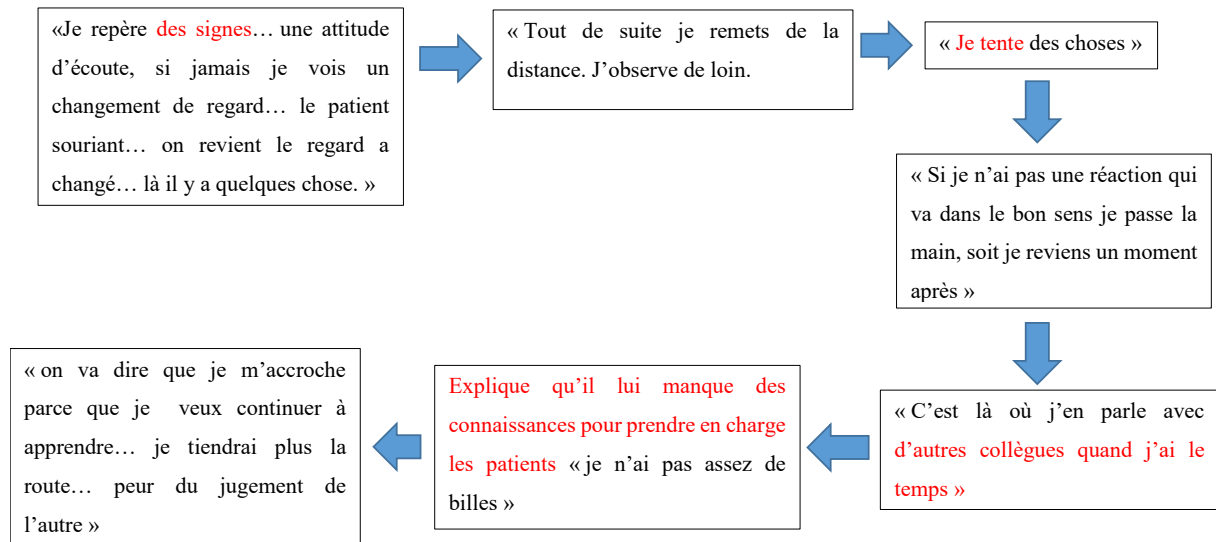 «Je repère des signes… une attitude
d’écoute, si jamais je vois un
changement de regard… le patient
souriant… on revient le regard a
changé… là il y a quelques chose. »
« Tout de suite je remets de la
distance. J’observe de loin.
« Je tente des choses »
« Si je n’ai pas une réaction qui
va dans le bon sens je passe la
main, soit je reviens un moment
après »
« C’est là où j’en parle avec
d’autres collègues quand j’ai le
temps »
Explique qu’il lui manque des
connaissances pour prendre en charge
les patients « je n’ai pas assez de
billes »
« on va dire que je m’accroche
parce que je veux continuer à
apprendre… je tiendrai plus la
route… peur du jugement de
l’autre »